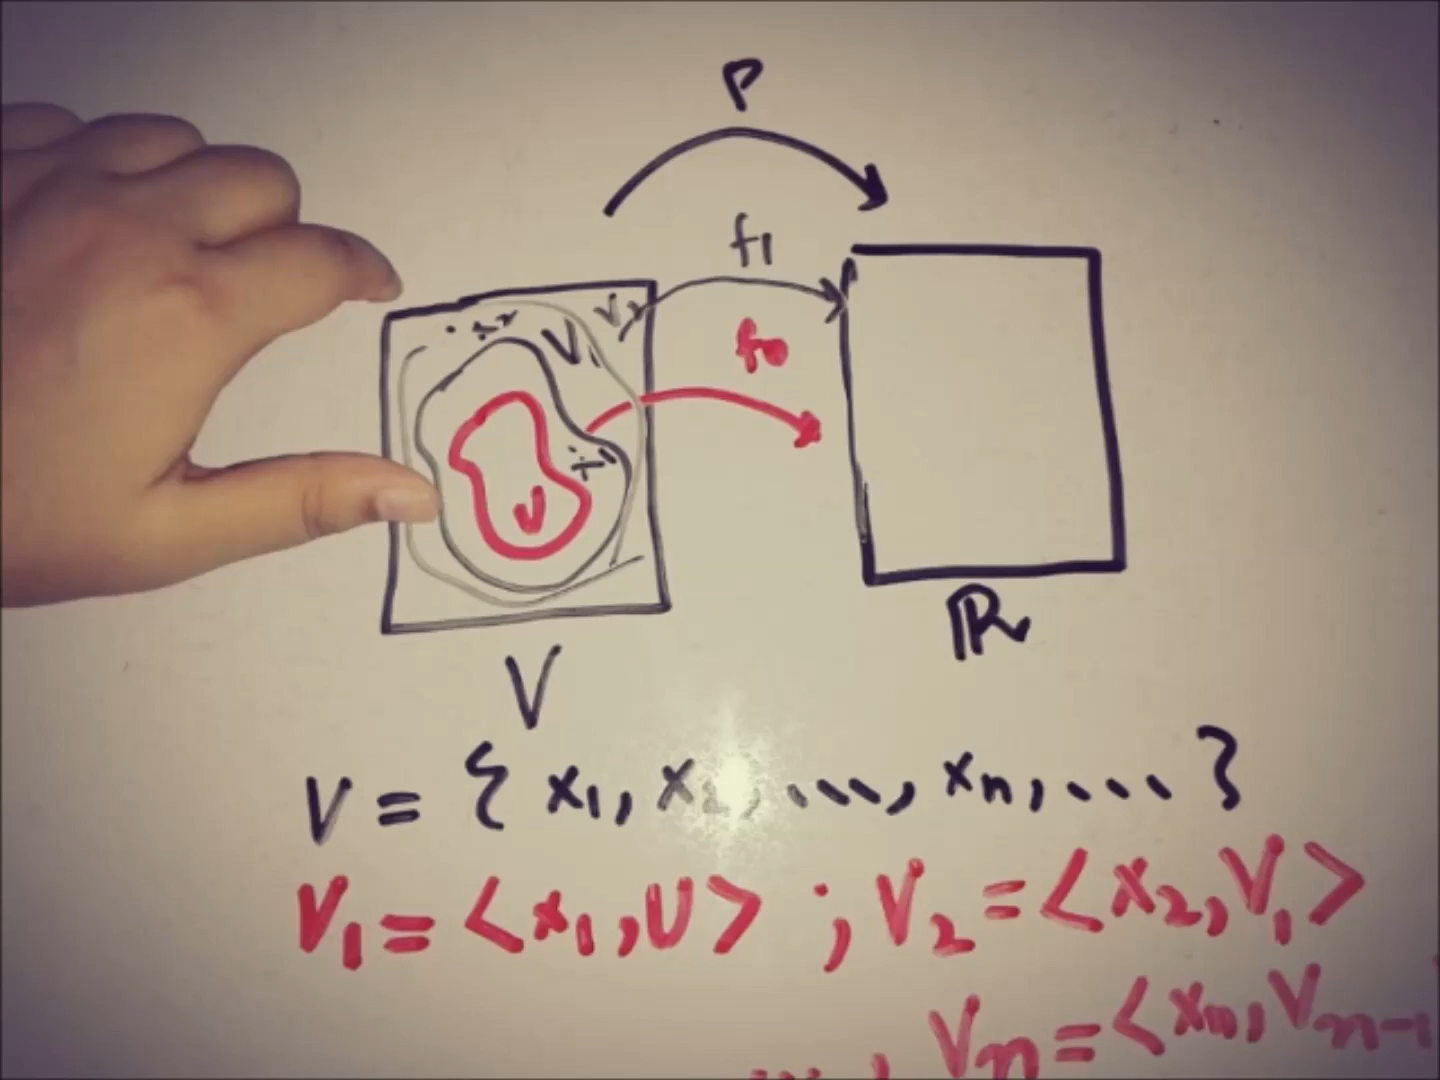 P
f₁
V₂
.x₂
V₁
f₀
.x₁
U
V
ℝ
V = { x₁, x₂, ..., xₙ, ... }
V₁ = <x₁, U> ; V₂ = <x₂, V₁>
..., Vₙ = <xₙ, Vₙ₋₁